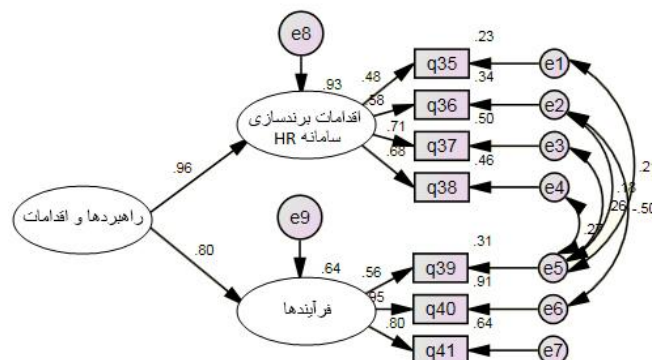 e8
.23
.93
.48
q35
e1
.34
.58
q36
e2
اقدامات برندسازی
سامانه HR
.50
.71
q37
e3
.2
.46
.68
q38
e4
.18
.26
-.50
.96
راهبردها و اقدامات
.27
e9
.80
.31
.64
.56
q39
e5
.91
فرآیندها
.95
q40
e6
.64
.80
q41
e7